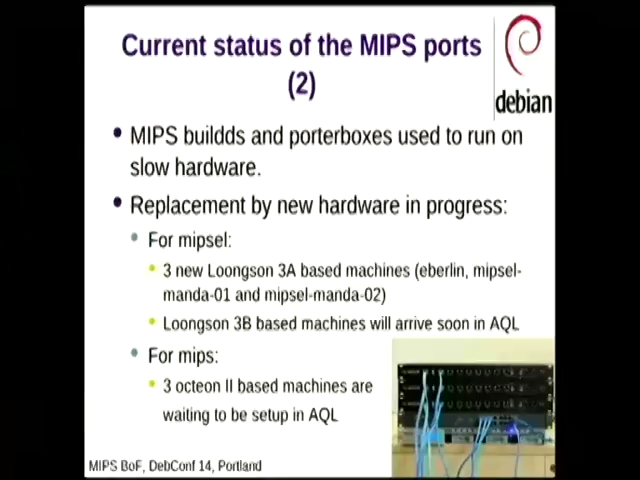 Current status of the MIPS ports
(2)
debian
MIPS buildds and porterboxes used to run on
slow hardware.
Replacement by new hardware in progress:
For mipsel:
3 new Loongson 3A based machines (eberlin, mipsel-
manda-01 and mipsel-manda-02)
Loongson 3B based machines will arrive soon in AQL
For mips:
3 octeon II based machines are
waiting to be setup in AQL
MIPS BoF, DebConf 14, Portland